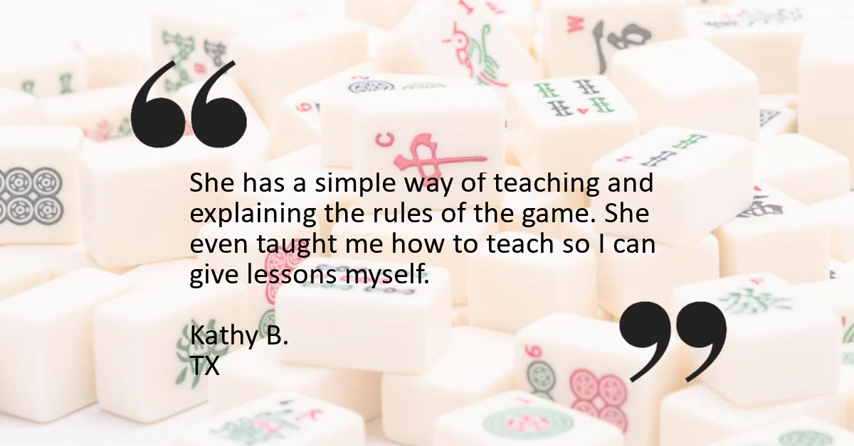 She has a simple way of teaching and
explaining the rules of the game. She
even taught me how to teach so I can
give lessons myself.
Kathy B.
TX